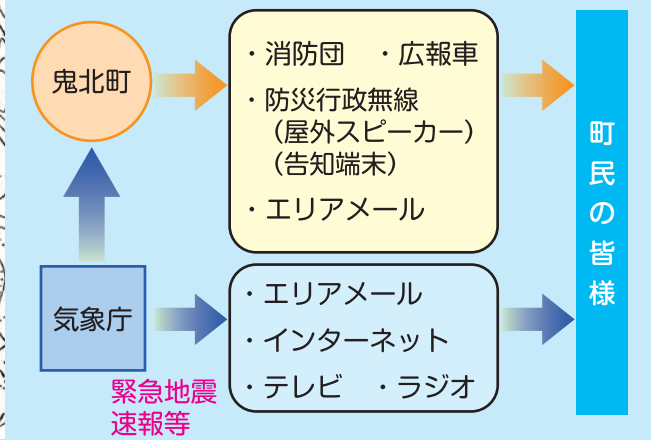 鬼北町
・消防団　・広報車
・防災行政無線
（屋外スピーカー）
（告知端末）
・エリアメール
気象庁
緊急地震
速報等
・エリアメール
・インターネット
・テレビ　・ラジオ
町民の皆様